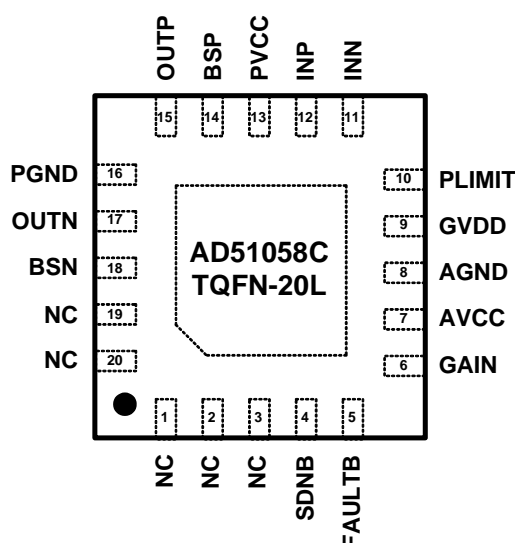 OUTP
BSP
PVCC
INP
INN
15
14
13
12
11
PGND
16
10
PLIMIT
OUTN
17
9
GVDD
BSN
18
8
AGND
NC
19
7
AVCC
NC
20
6
GAIN
AD51058C
TQFN-20L
1
2
3
4
5
NC
NC
NC
SDNB
FAULTB